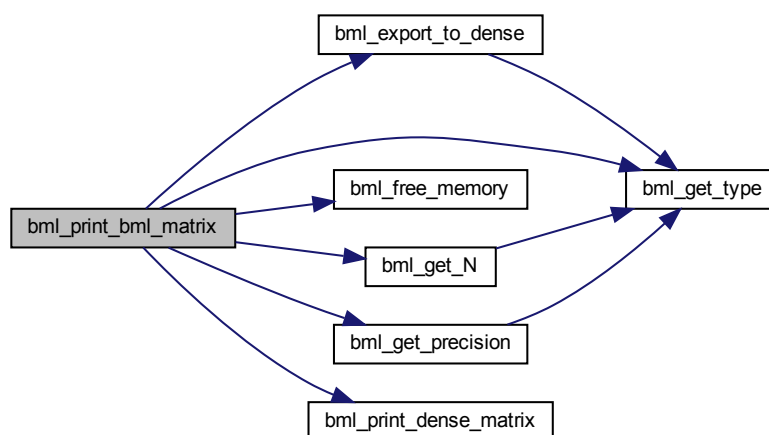 bml_export_to_dense
bml_free_memory
bml_get_type
bml_print_bml_matrix
bml_get_N
bml_get_precision
bml_print_dense_matrix